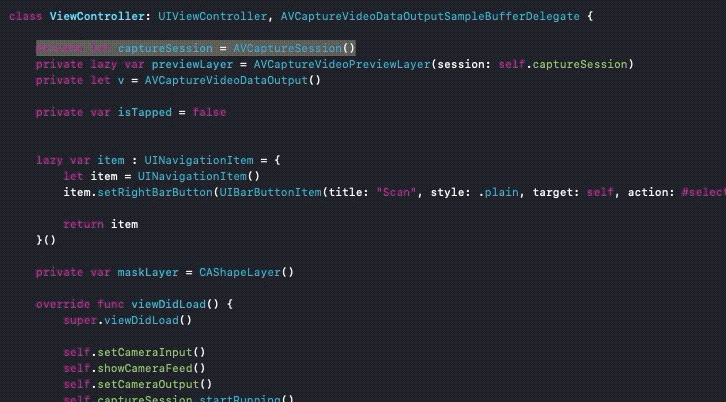 class ViewController: UIViewController, AVCaptureVideoDataOutputSampleBufferDelegate {
private let captureSession = AVCaptureSession()
private lazy var previewLayer = AVCaptureVideoPreviewLayer(session: self.captureSession)
private let v = AVCaptureVideoDataOutput()
private var isTapped = false
lazy var item : UINavigationItem = {
let item = UINavigationItem()
item.setRightBarButton(UIBarButtonItem(title: "Scan", style: .plain, target: self, action: #select
return item
}()
private var maskLayer = CAShapeLayer()
override func viewDidLoad() {
super.viewDidLoad()
self.setCameraInput()
self.showCameraFeed()
self.setCameraOutput()
self.captureSession.startRunning()